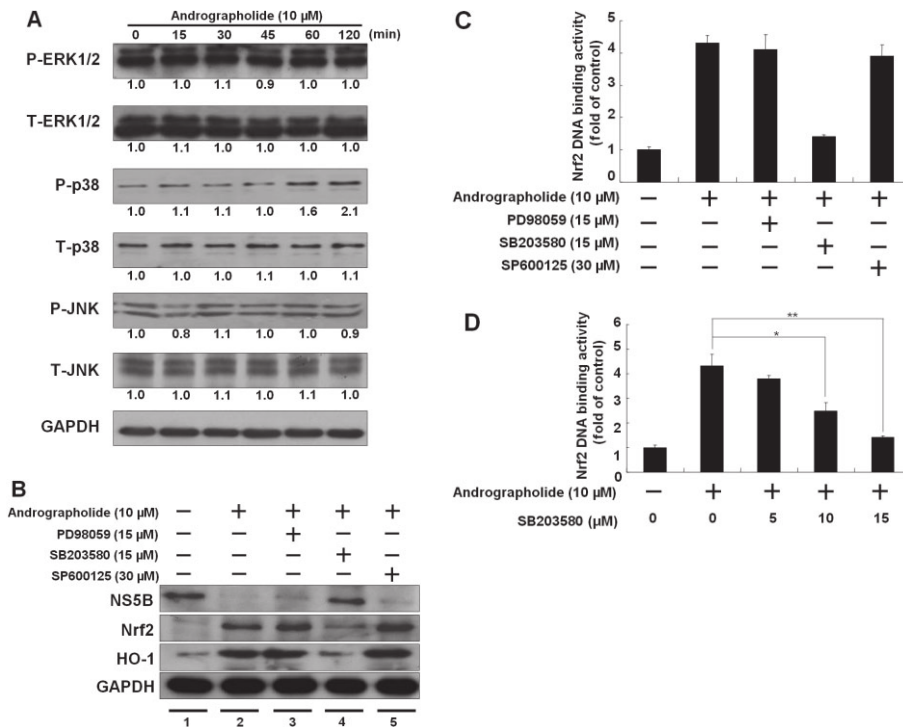 A
Andrographolide (10 µM)
0 15 30 45 60 120 (min)
P-ERK1/2
1.0 1.0 1.1 0.9 1.0 1.0
T-ERK1/2
1.0 1.1 1.0 1.0 1.0 1.0
P-p38
1.0 1.1 1.1 1.0 1.6 2.1
T-p38
1.0 1.0 1.0 1.1 1.0 1.1
P-JNK
1.0 0.8 1.1 1.0 1.0 0.9
T-JNK
1.0 1.0 1.0 1.1 1.1 1.0
GAPDH
B
Andrographolide (10 µM) − + + + +
PD98059 (15 µM) − − + − −
SB203580 (15 µM) − − − + −
SP600125 (30 µM) − − − − +
NS5B
Nrf2
HO-1
GAPDH
1 2 3 4 5
C
Nrf2 DNA binding activity
(fold of control)
5
4
3
2
1
0
Andrographolide (10 µM) − + + + +
PD98059 (15 µM) − − + − −
SB203580 (15 µM) − − − + −
SP600125 (30 µM) − − − − +
D
Nrf2 DNA binding activity
(fold of control)
6
5
4
3
2
1
0
**
*
Andrographolide (10 µM) − + + + +
SB203580 (µM) 0 0 5 10 15